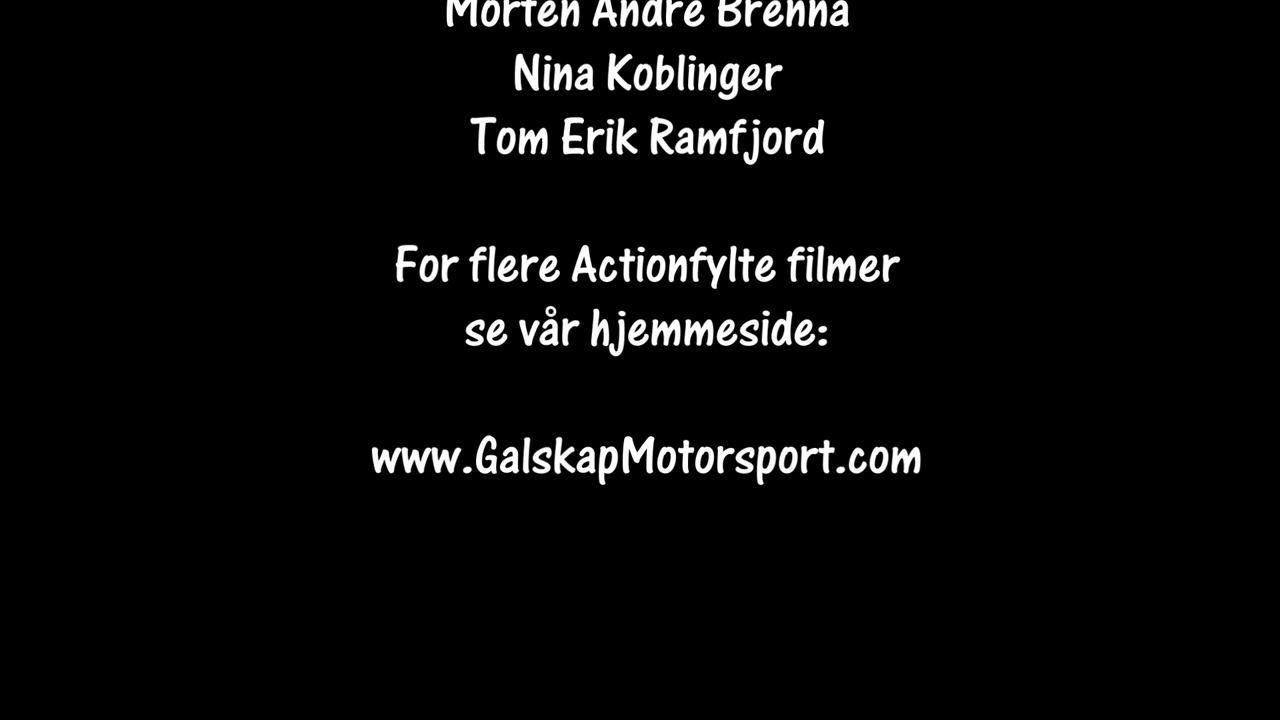 Morten Andre Brenna
Nina Koblinger
Tom Erik Ramfjord
For flere Actionfylte filmer
se vår hjemmeside:
www.GalskapMotorsport.com